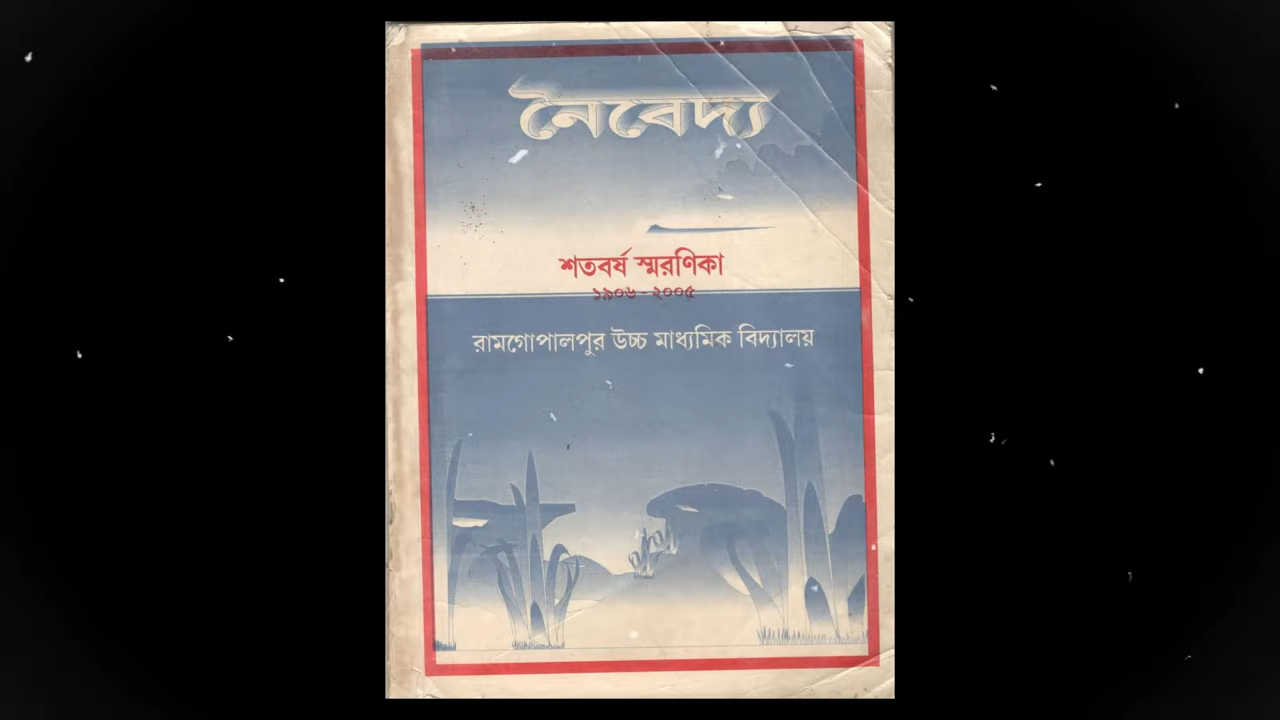 নৈবেদ্য
শতবর্ষ স্মরণিকা
১৯০৬ - ২০০৫
রামগোপালপুর উচ্চ মাধ্যমিক বিদ্যালয়